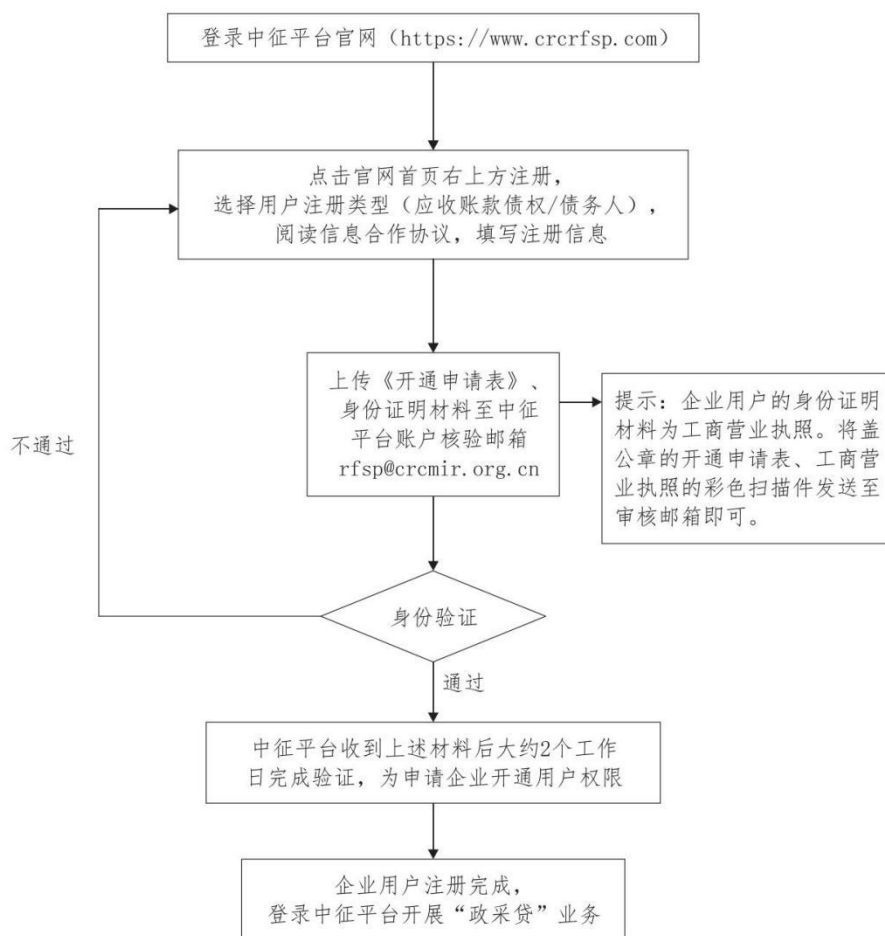 登录中征平台官网（https://www.crcrfsp.com）
点击官网首页右上方注册，
选择用户注册类型（应收账款债权/债务人），
阅读信息合作协议，填写注册信息
上传《开通申请表》、
身份证明材料至中征
平台账户核验邮箱
rfsp@crcmir.org.cn
提示：企业用户的身份证明
材料为工商营业执照。将盖
公章的开通申请表、工商营
业执照的彩色扫描件发送至
审核邮箱即可。
不通过
身份验证
通过
中征平台收到上述材料后大约2个工作
日完成验证，为申请企业开通用户权限
企业用户注册完成，
登录中征平台开展“政采贷”业务